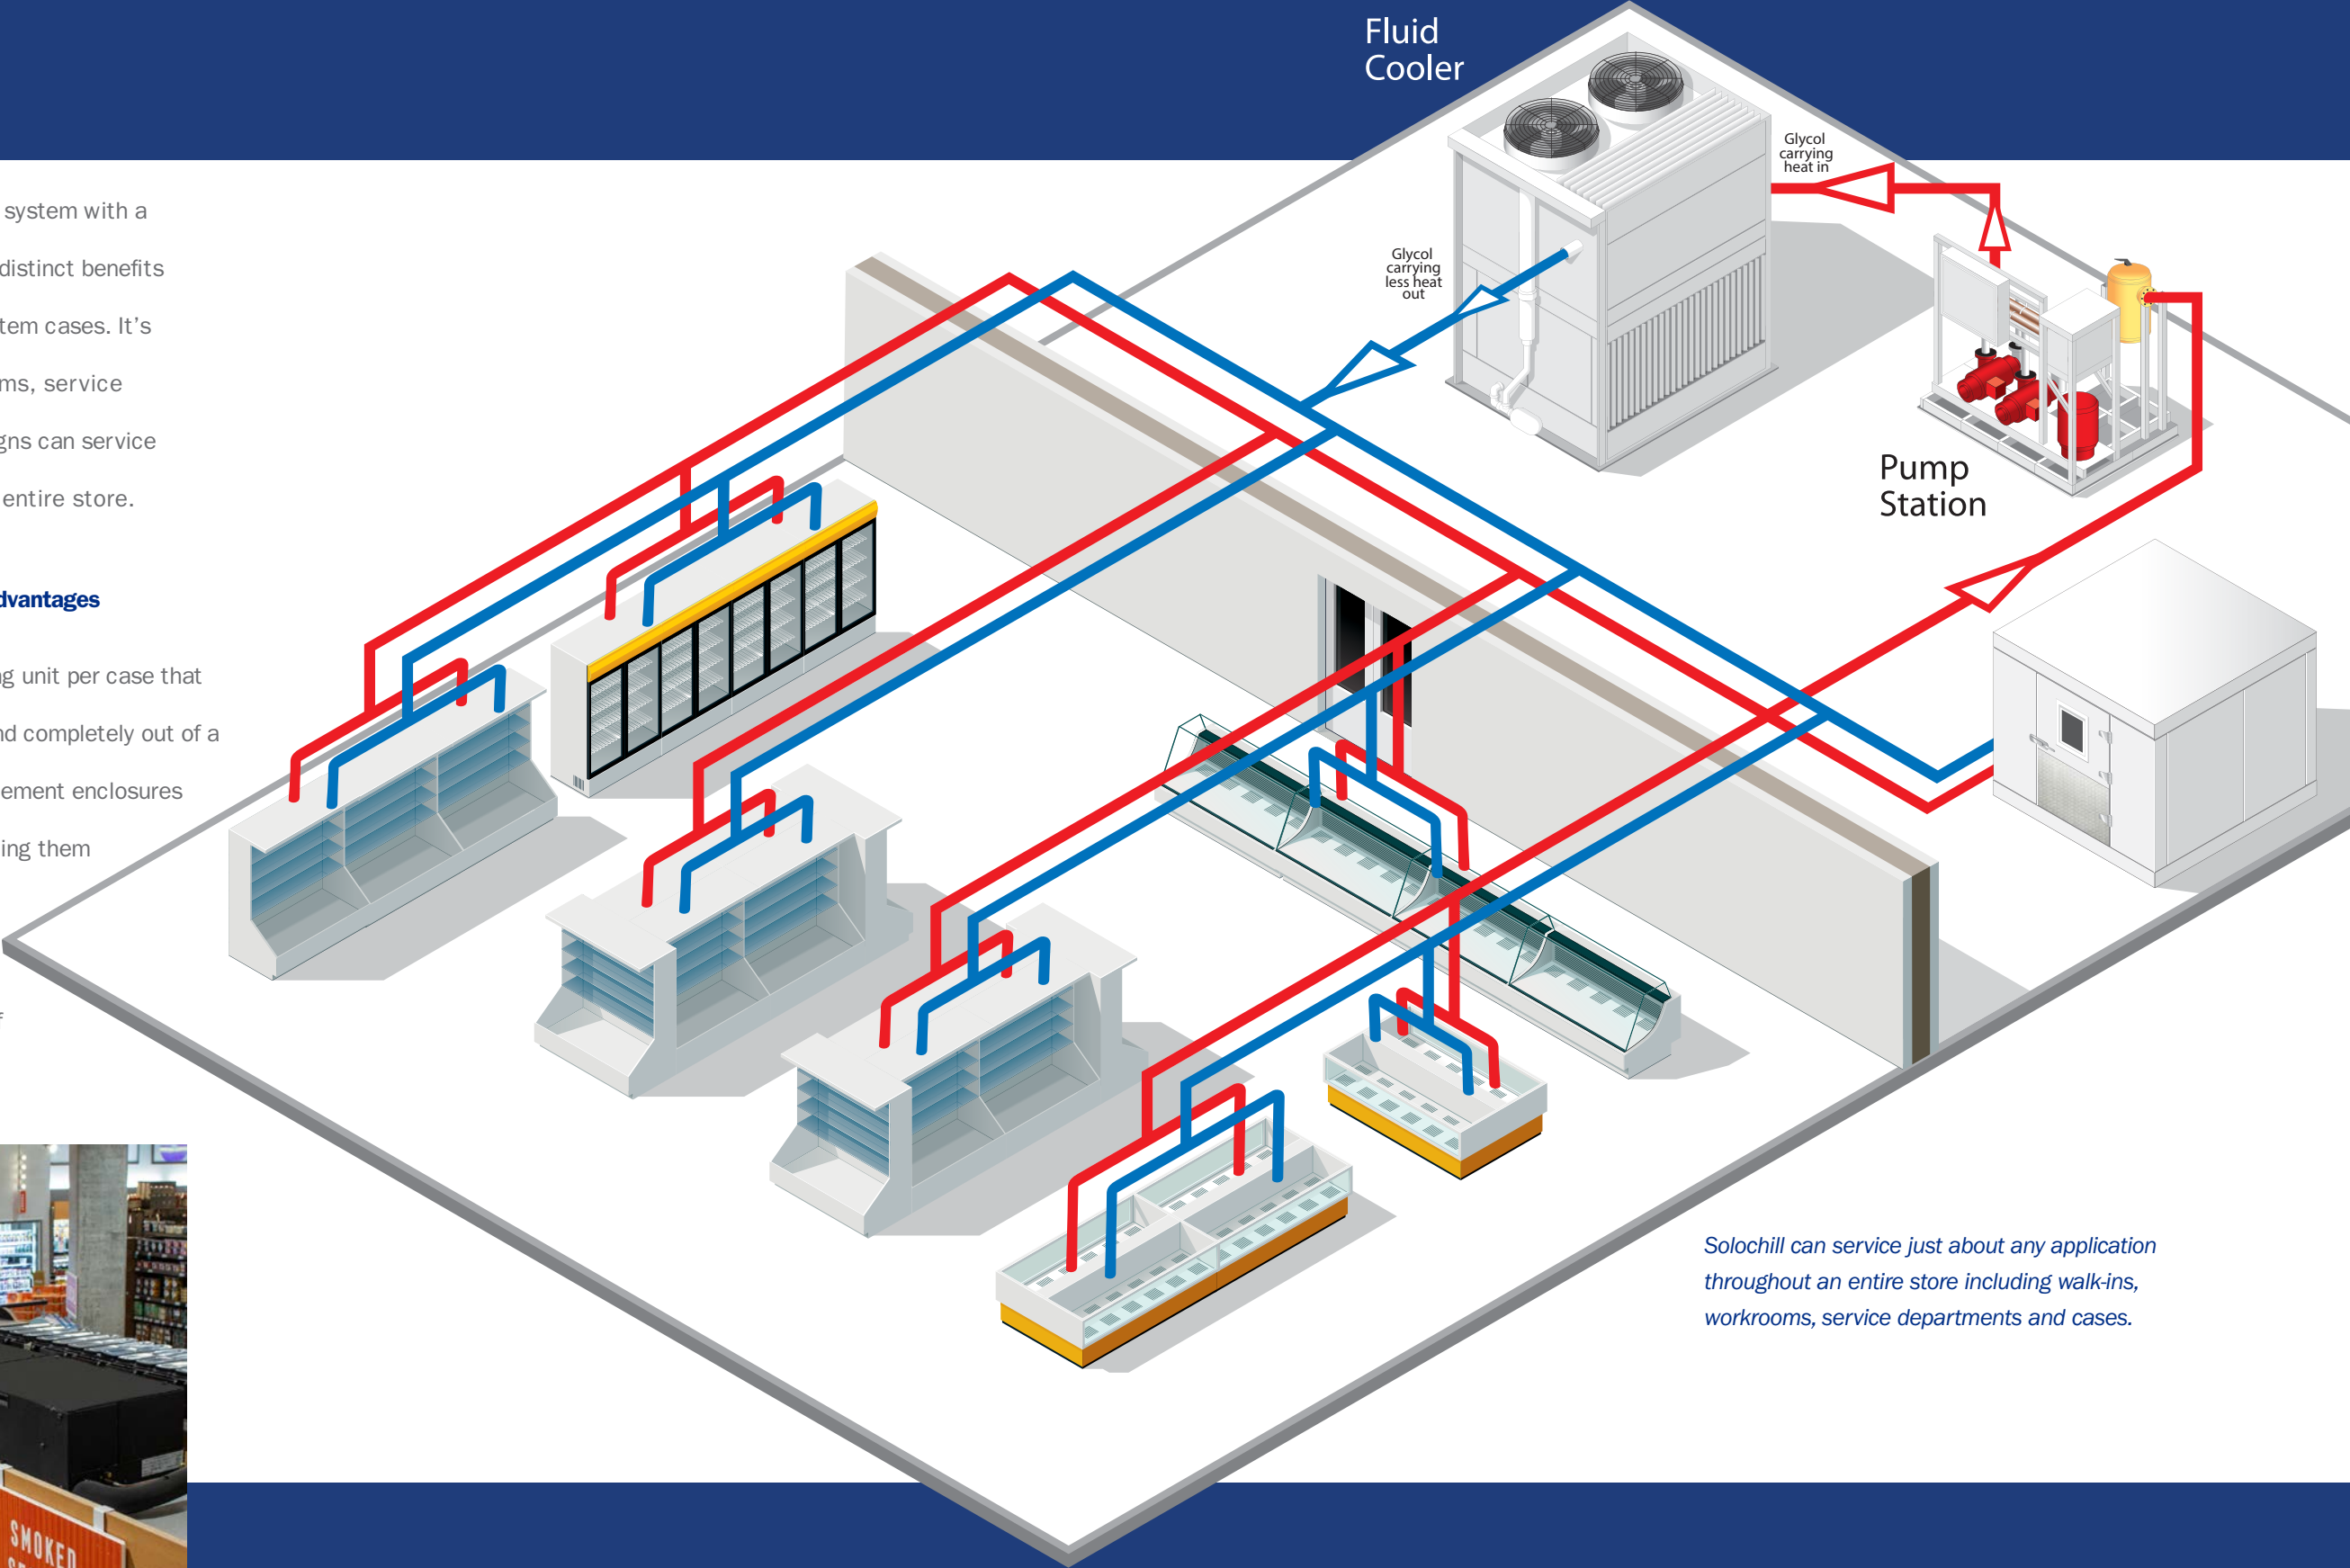 system with a
distinct benefits
tem cases. It’s
ms, service
gns can service
entire store.
dvantages
g unit per case that
nd completely out of a
ement enclosures
ing them
f
SMOKED
Fluid
Cooler
Glycol
carrying
heat in
Glycol
carrying
less heat
out
Pump
Station
Solochill can service just about any application
throughout an entire store including walk-ins,
workrooms, service departments and cases.